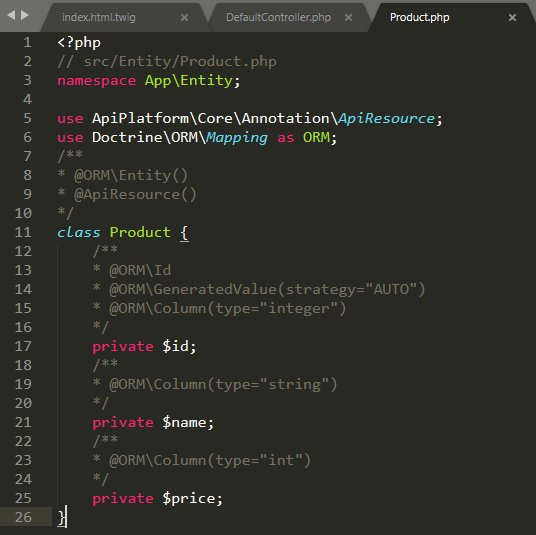 index.html.twig DefaultController.php Product.php
1 <?php
2 // src/Entity/Product.php
3 namespace App\Entity;
4
5 use ApiPlatform\Core\Annotation\ApiResource;
6 use Doctrine\ORM\Mapping as ORM;
7 /**
8 * @ORM\Entity()
9 * @ApiResource()
10 */
11 class Product {
12     /**
13     * @ORM\Id
14     * @ORM\GeneratedValue(strategy="AUTO")
15     * @ORM\Column(type="integer")
16     */
17     private $id;
18     /**
19     * @ORM\Column(type="string")
20     */
21     private $name;
22     /**
23     * @ORM\Column(type="int")
24     */
25     private $price;
26 }